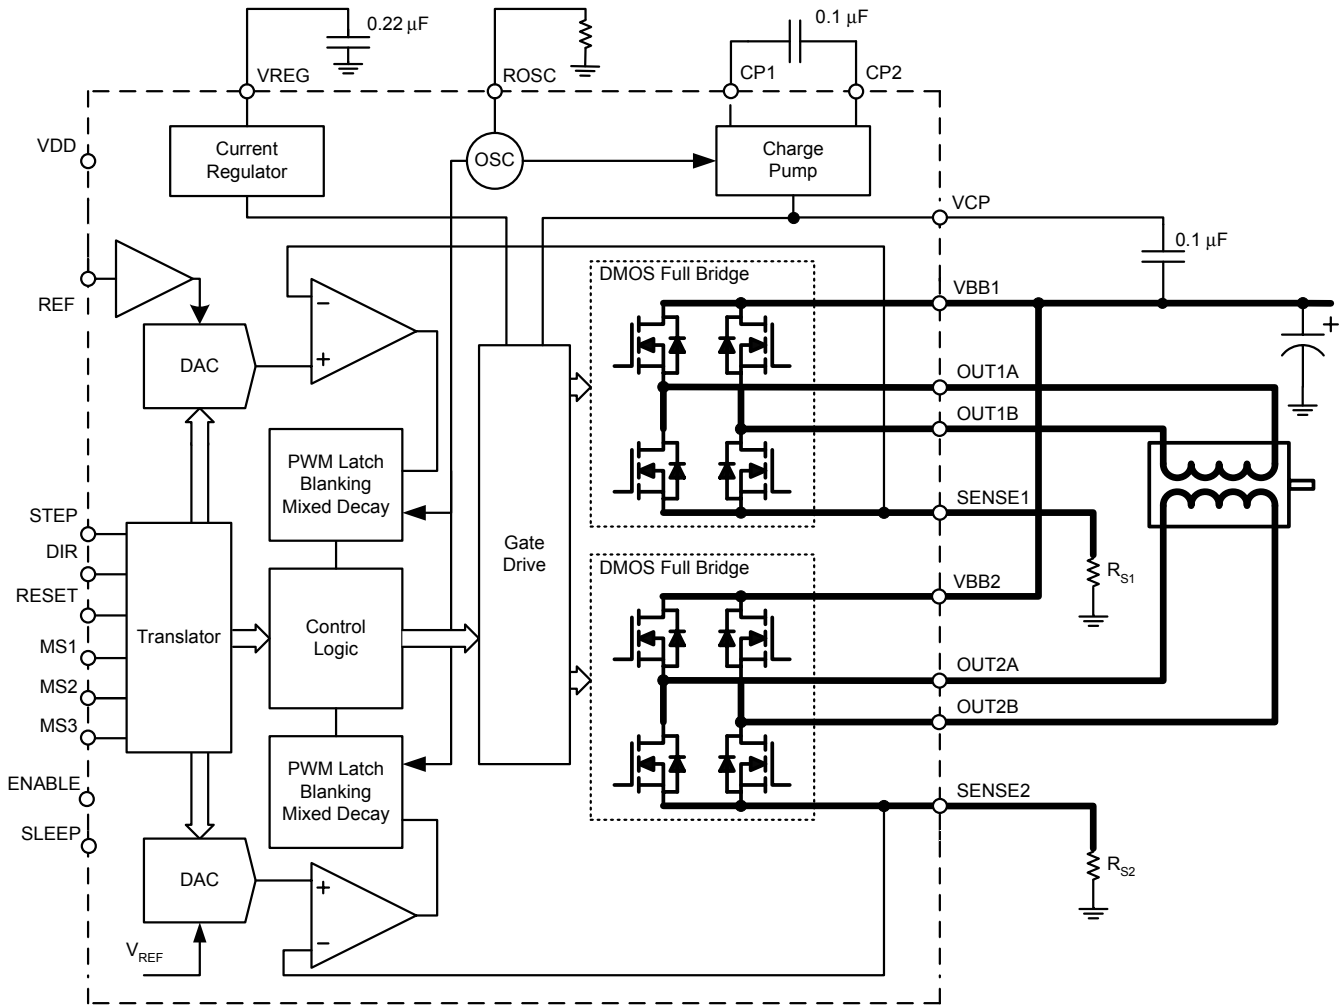 0.22 µF
0.1 µF
VREG
ROSC
CP1
CP2
VDD
Current
Regulator
OSC
Charge
Pump
VCP
0.1 µF
REF
DMOS Full Bridge
VBB1
+
−
+
DAC
OUT1A
OUT1B
PWM Latch
Blanking
Mixed Decay
SENSE1
RS1
STEP
DIR
RESET
MS1
MS2
MS3
Translator
Control
Logic
Gate
Drive
DMOS Full Bridge
VBB2
OUT2A
OUT2B
PWM Latch
Blanking
Mixed Decay
ENABLE
SLEEP
SENSE2
RS2
DAC
+
−
VREF